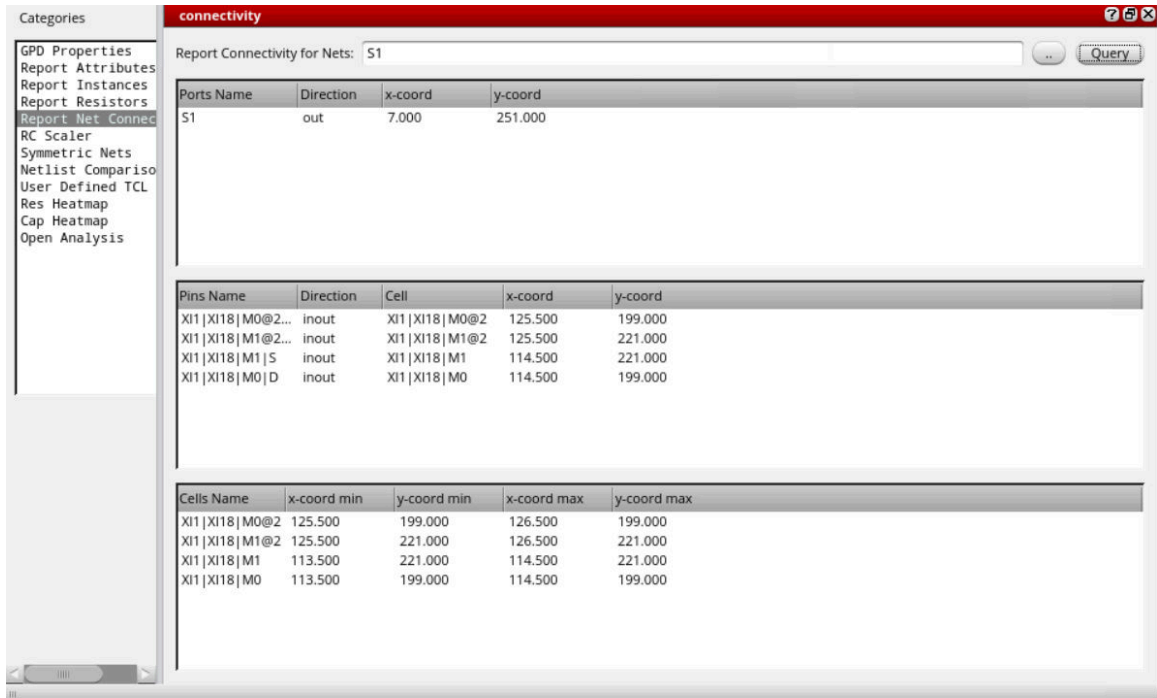 Categories
GPD Properties
Report Attributes
Report Instances
Report Resistors
Report Net Connec
RC Scaler
Symmetric Nets
Netlist Compariso
User Defined TCL
Res Heatmap
Cap Heatmap
Open Analysis
connectivity
Report Connectivity for Nets: S1 .. Query
Ports Name Direction x-coord y-coord
S1 out 7.000 251.000
Pins Name Direction Cell x-coord y-coord
XI1|XI18|M0@2... inout XI1|XI18|M0@2 125.500 199.000
XI1|XI18|M1@2... inout XI1|XI18|M1@2 125.500 221.000
XI1|XI18|M1|S inout XI1|XI18|M1 114.500 221.000
XI1|XI18|M0|D inout XI1|XI18|M0 114.500 199.000
Cells Name x-coord min y-coord min x-coord max y-coord max
XI1|XI18|M0@2 125.500 199.000 126.500 199.000
XI1|XI18|M1@2 125.500 221.000 126.500 221.000
XI1|XI18|M1 113.500 221.000 114.500 221.000
XI1|XI18|M0 113.500 199.000 114.500 199.000